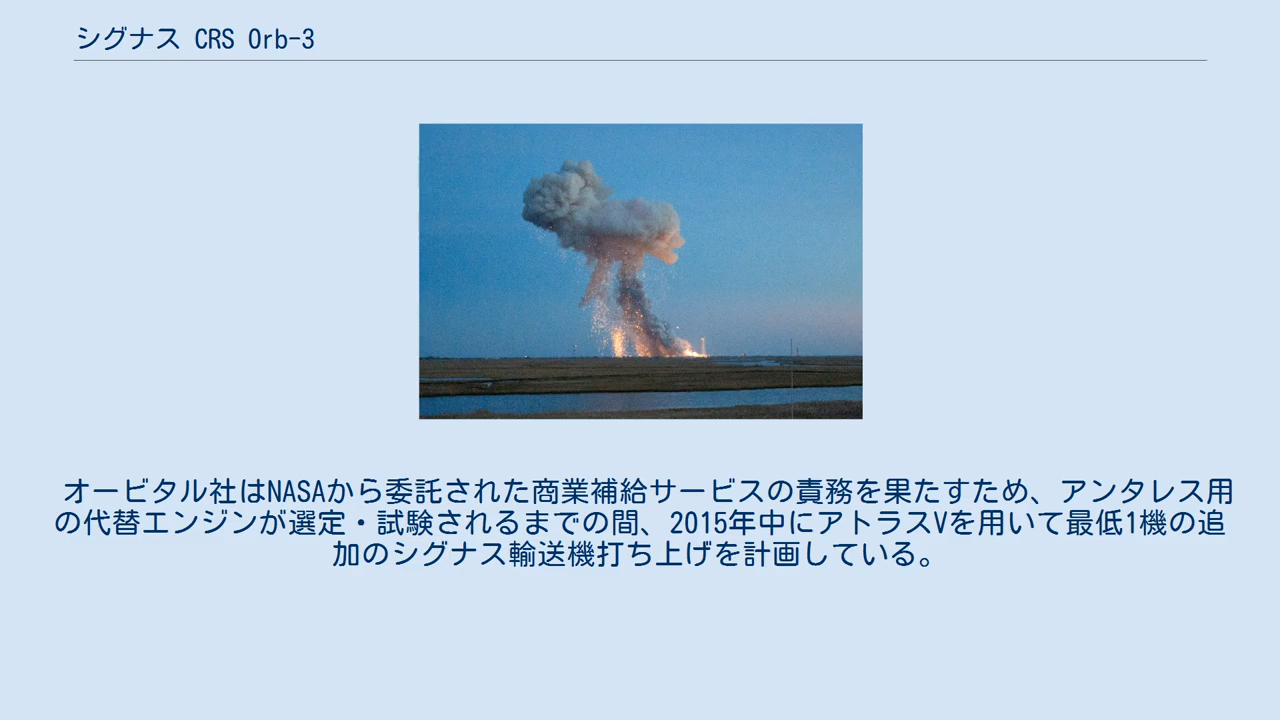 シグナス CRS Orb-3
オービタル社はNASAから委託された商業補給サービスの責務を果たすため、アンタレス用
の代替エンジンが選定・試験されるまでの間、2015年中にアトラスVを用いて最低1機の追
加のシグナス輸送機打ち上げを計画している。